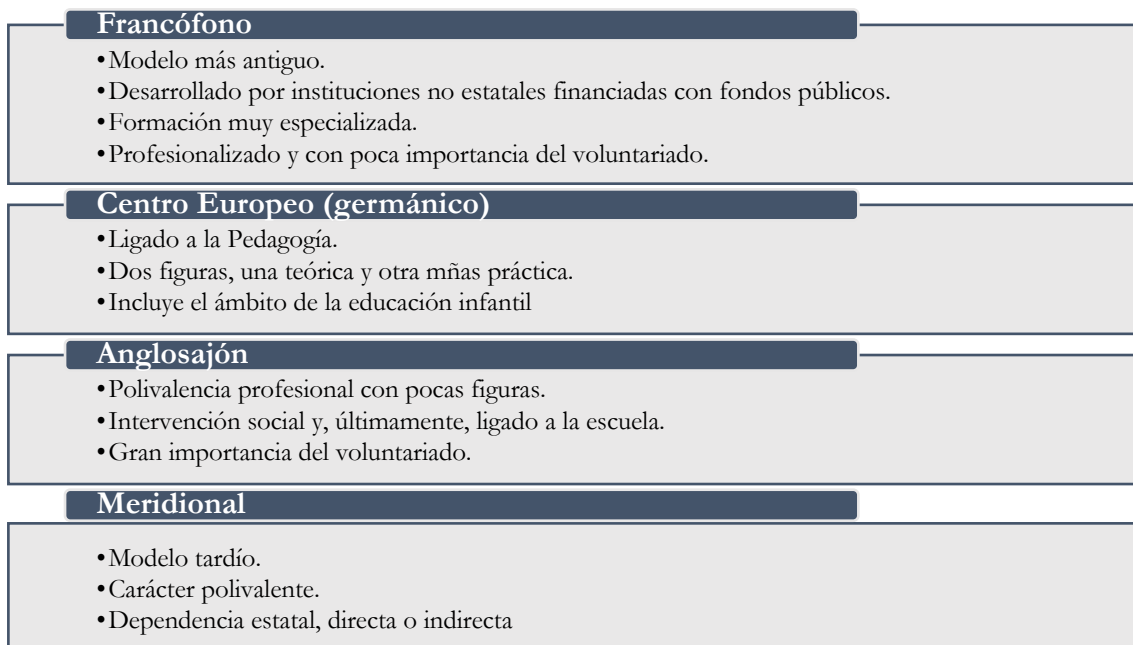 Francófono
•Modelo más antiguo.
•Desarrollado por instituciones no estatales financiadas con fondos públicos.
•Formación muy especializada.
•Profesionalizado y con poca importancia del voluntariado.
Centro Europeo (germánico)
•Ligado a la Pedagogía.
•Dos figuras, una teórica y otra mñas práctica.
•Incluye el ámbito de la educación infantil
Anglosajón
•Polivalencia profesional con pocas figuras.
•Intervención social y, últimamente, ligado a la escuela.
•Gran importancia del voluntariado.
Meridional
•Modelo tardío.
•Carácter polivalente.
•Dependencia estatal, directa o indirecta